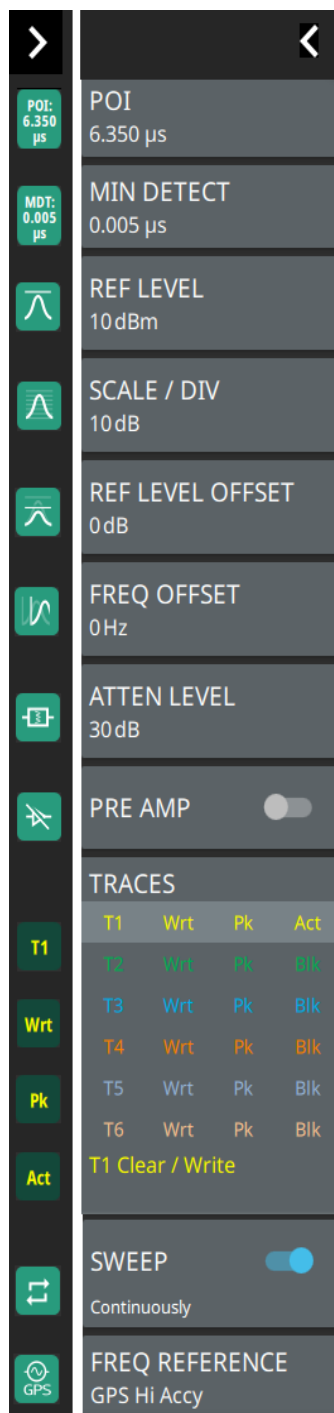 POI:
6.350
µs
MDT:
0.005
µs
T1
Wrt
Pk
Act
GPS
POI
6.350 µs
MIN DETECT
0.005 µs
REF LEVEL
10 dBm
SCALE / DIV
10 dB
REF LEVEL OFFSET
0 dB
FREQ OFFSET
0 Hz
ATTEN LEVEL
30 dB
PRE AMP
TRACES
T1 Wrt Pk Act
T2 Wrt Pk Blk
T3 Wrt Pk Blk
T4 Wrt Pk Blk
T5 Wrt Pk Blk
T6 Wrt Pk Blk
T1 Clear / Write
SWEEP
Continuously
FREQ REFERENCE
GPS Hi Accy